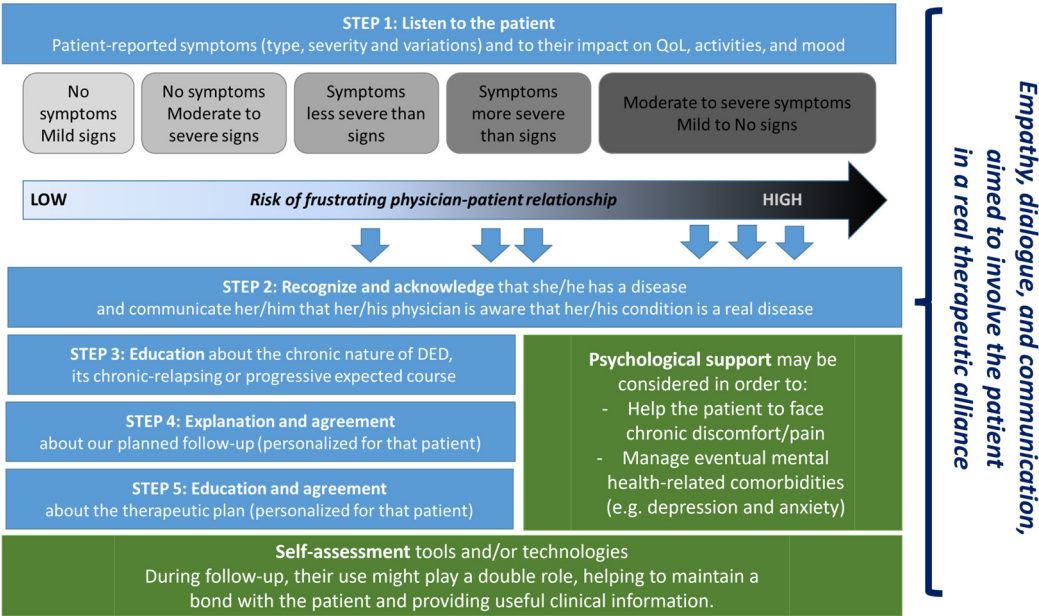 STEP 1: Listen to the patient
Patient-reported symptoms (type, severity and variations) and to their impact on QoL, activities, and mood
No
symptoms
Mild signs
No symptoms
Moderate to
severe signs
Symptoms
less severe than
signs
Symptoms
more severe
than signs
Moderate to severe symptoms
Mild to No signs
LOW
Risk of frustrating physician-patient relationship
HIGH
STEP 2: Recognize and acknowledge that she/he has a disease
and communicate her/him that her/his physician is aware that her/his condition is a real disease
STEP 3: Education about the chronic nature of DED,
its chronic-relapsing or progressive expected course
STEP 4: Explanation and agreement
about our planned follow-up (personalized for that patient)
STEP 5: Education and agreement
about the therapeutic plan (personalized for that patient)
Psychological support may be
considered in order to:
- Help the patient to face
chronic discomfort/pain
- Manage eventual mental
health-related comorbidities
(e.g. depression and anxiety)
Self-assessment tools and/or technologies
During follow-up, their use might play a double role, helping to maintain a
bond with the patient and providing useful clinical information.
Empathy, dialogue, and communication,
aimed to involve the patient
in a real therapeutic alliance